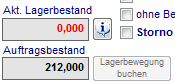 Akt. Lagerbestand
0,000
ohne Be
Storno
Auftragsbestand
212,000
Lagerbewegung
buchen